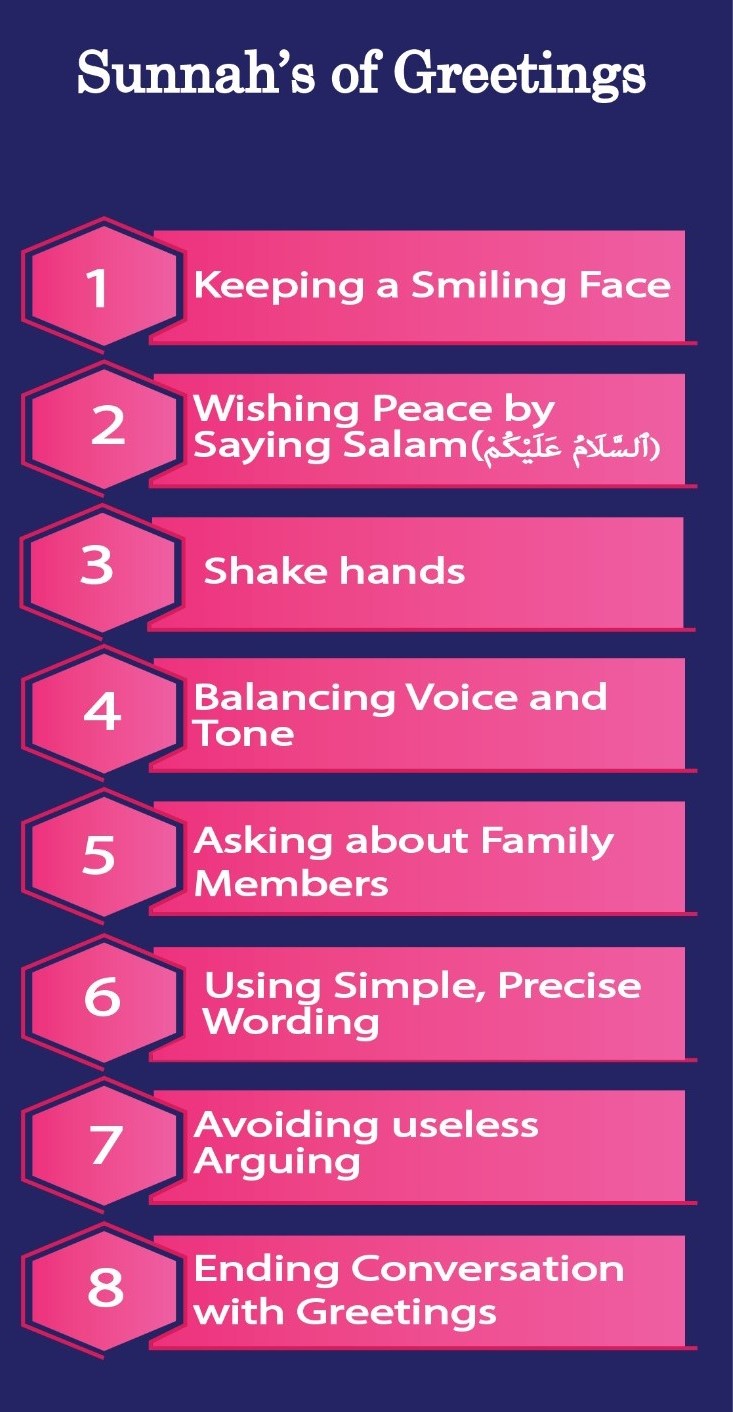 Sunnah’s of Greetings
1
Keeping a Smiling Face
2
Wishing Peace by
Saying Salam(ٱلسَّلَامُ عَلَيْكُمْ)
3
Shake hands
4
Balancing Voice and
Tone
5
Asking about Family
Members
6
Using Simple, Precise
Wording
7
Avoiding useless
Arguing
8
Ending Conversation
with Greetings